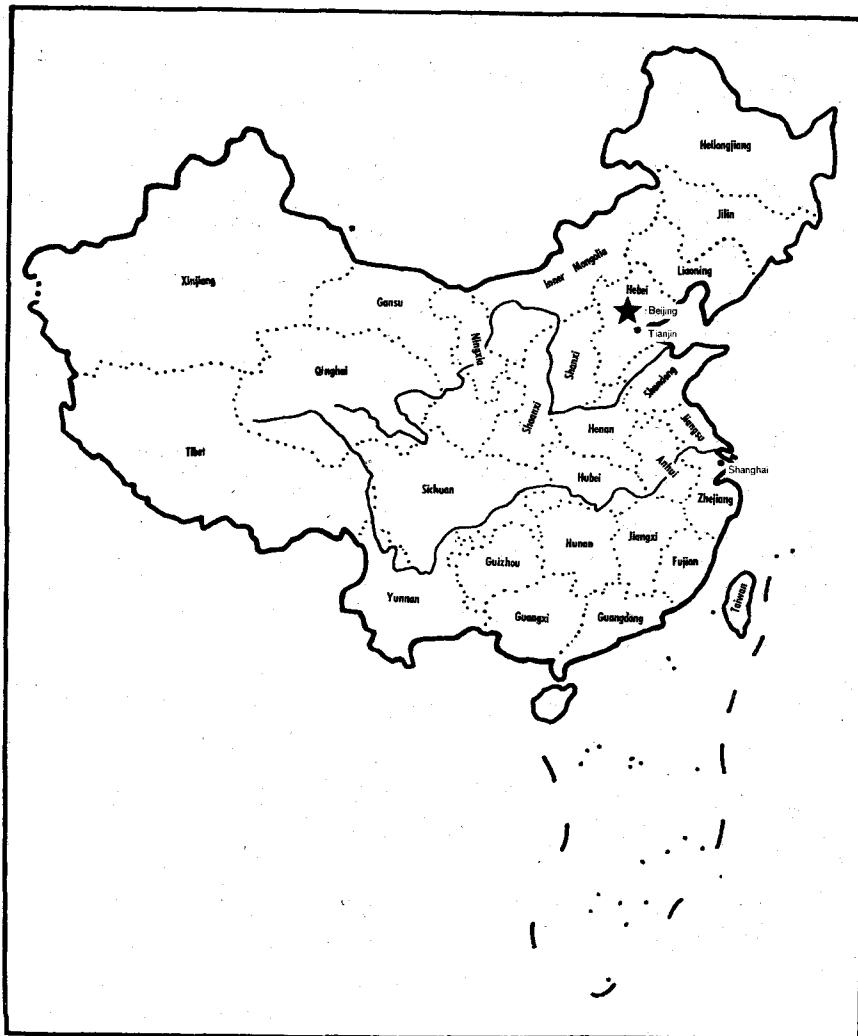 Heilongjiang
Jilin
Inner Mongolia
Liaoning
Xinjiang
Gansu
Hebei
Beijing
Tianjin
Ningxia
Qinghai
Shanxi
Shandong
Shaanxi
Henan
Jiangsu
Tibet
Anhui
Shanghai
Sichuan
Hubei
Zhejiang
Hunan
Jiangxi
Guizhou
Fujian
Yunnan
Taiwan
Guangxi
Guangdong